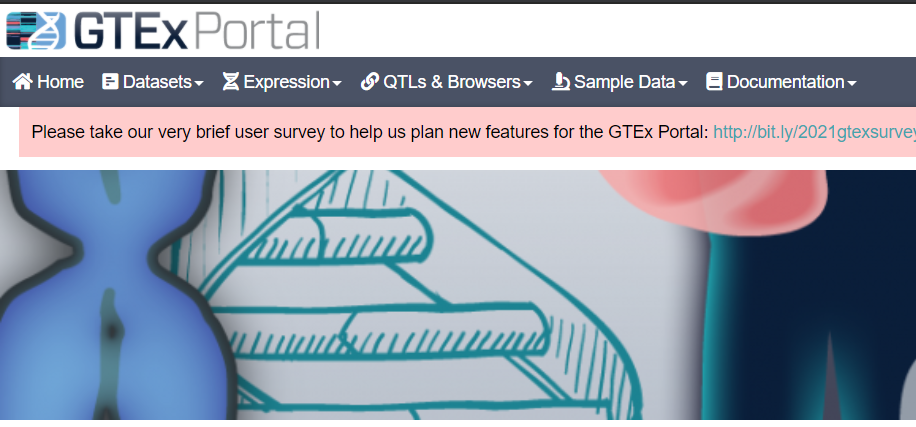 GTEx Portal
Home Datasets Expression QTLs & Browsers Sample Data Documentation
Please take our very brief user survey to help us plan new features for the GTEx Portal: http://bit.ly/2021gtexsurvey